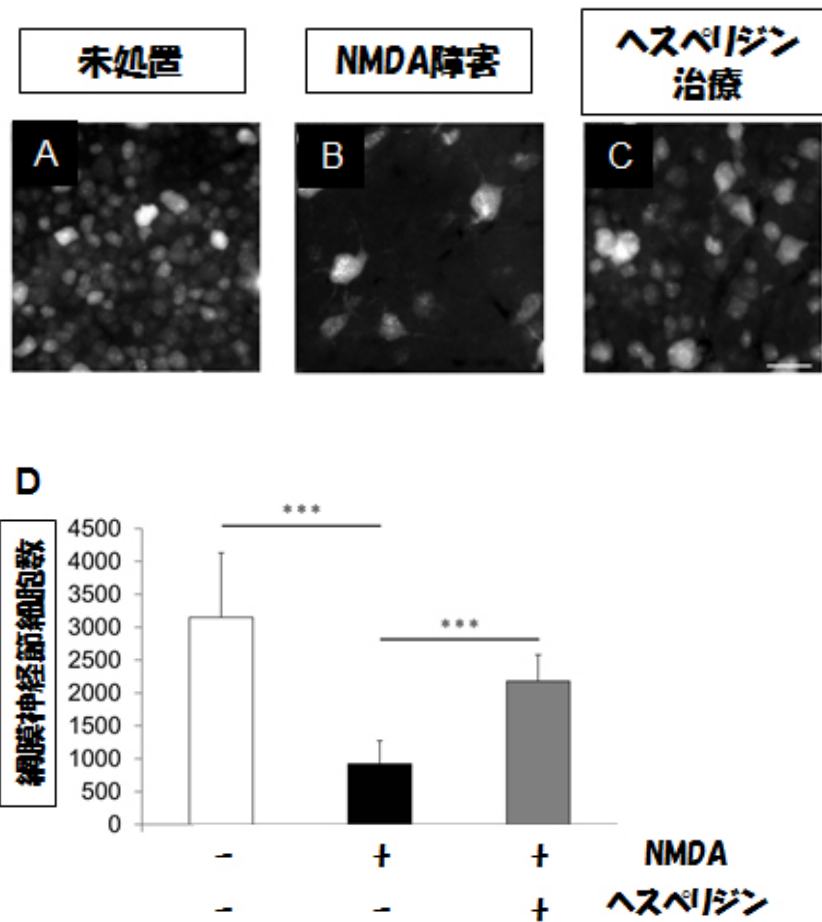 未処置
NMDA障害
ヘスペリジン
治療
A
B
C
D
網膜神経節細胞数
4500
4000
3500
3000
2500
2000
1500
1000
500
0
***
***
- + + NMDA
- - + ヘスペリジン